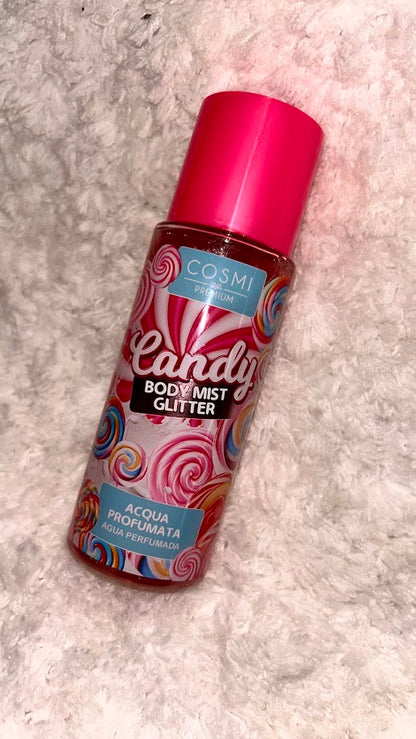 COSMI
PREMIUM
Candy
BODY MIST
GLITTER
ACQUA
PROFUMATA
AGUA PERFUMADA